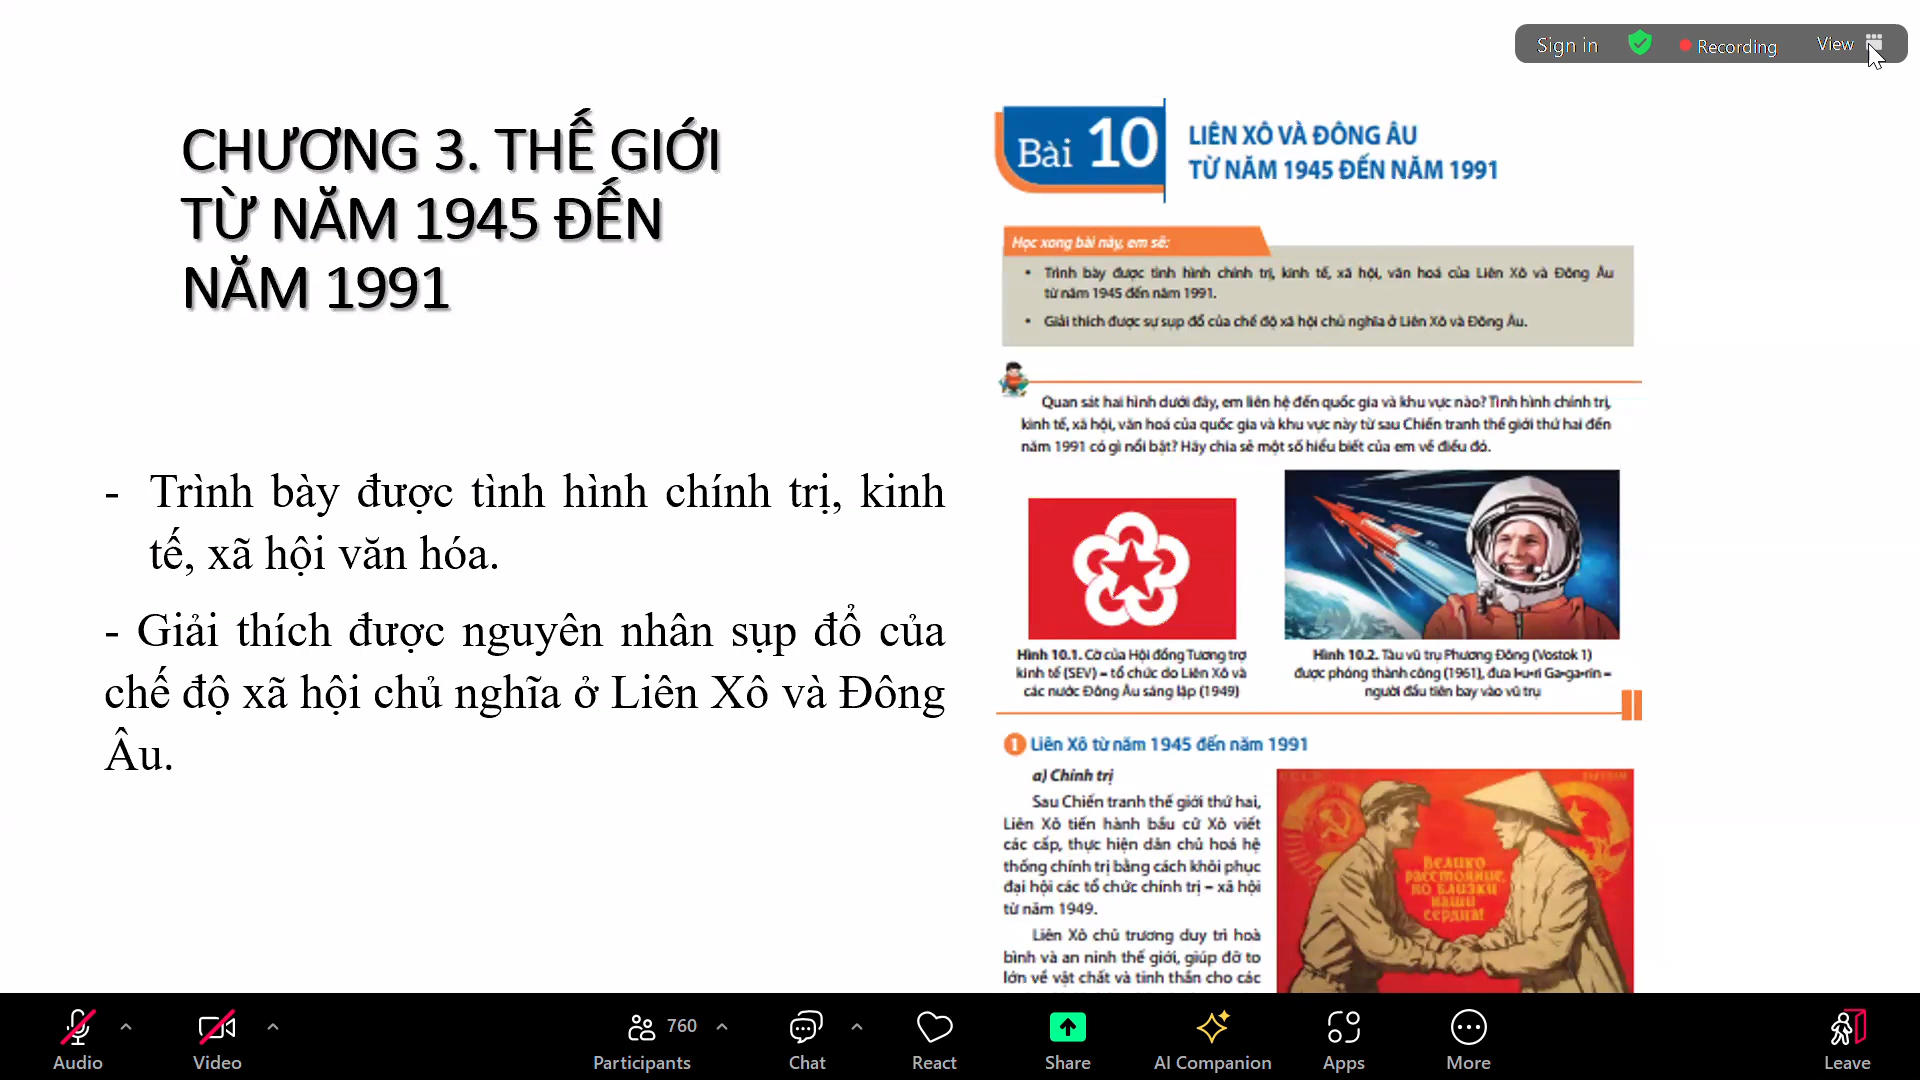 Sign in
Recording
View
CHƯƠNG 3. THẾ GIỚI
TỪ NĂM 1945 ĐẾN
NĂM 1991
- Trình bày được tình hình chính trị, kinh
tế, xã hội văn hóa.
- Giải thích được nguyên nhân sụp đổ của
chế độ xã hội chủ nghĩa ở Liên Xô và Đông
Âu.
Bài 10
LIÊN XÔ VÀ ĐÔNG ÂU
TỪ NĂM 1945 ĐẾN NĂM 1991
Học xong bài này, em sẽ:
• Trình bày được tình hình chính trị, kinh tế, xã hội, văn hoá của Liên Xô và Đông Âu
từ năm 1945 đến năm 1991.
• Giải thích được sự sụp đổ của chế độ xã hội chủ nghĩa ở Liên Xô và Đông Âu.
Quan sát hai hình dưới đây, em liên hệ đến quốc gia và khu vực nào? Tình hình chính trị,
kinh tế, xã hội, văn hoá của quốc gia và khu vực này từ sau Chiến tranh thế giới thứ hai đến
năm 1991 có gì nổi bật? Hãy chia sẻ một số hiểu biết của em về điều đó.
Hình 10.1. Cờ của Hội đồng Tương trợ
kinh tế (SEV) – tổ chức do Liên Xô và
các nước Đông Âu sáng lập (1949)
Hình 10.2. Tàu vũ trụ Phương Đông (Vostok 1)
được phóng thành công (1961), đưa I-u-ri Ga-ga-rin –
người đầu tiên bay vào vũ trụ
1 Liên Xô từ năm 1945 đến năm 1991
a) Chính trị
Sau Chiến tranh thế giới thứ hai,
Liên Xô tiến hành bầu cử Xô viết
các cấp, thực hiện dân chủ hoá hệ
thống chính trị bằng cách khôi phục
đại hội các tổ chức chính trị – xã hội
từ năm 1949.
Liên Xô chủ trương duy trì hoà
bình và an ninh thế giới, giúp đỡ to
lớn về vật chất và tinh thần cho các
ВЕЛИКО
РАССТОЯНИЕ,
НО БЛИЗКИ
НАШИ
СЕРДЦА!
Audio
Video
760
Participants
Chat
React
Share
AI Companion
Apps
More
Leave